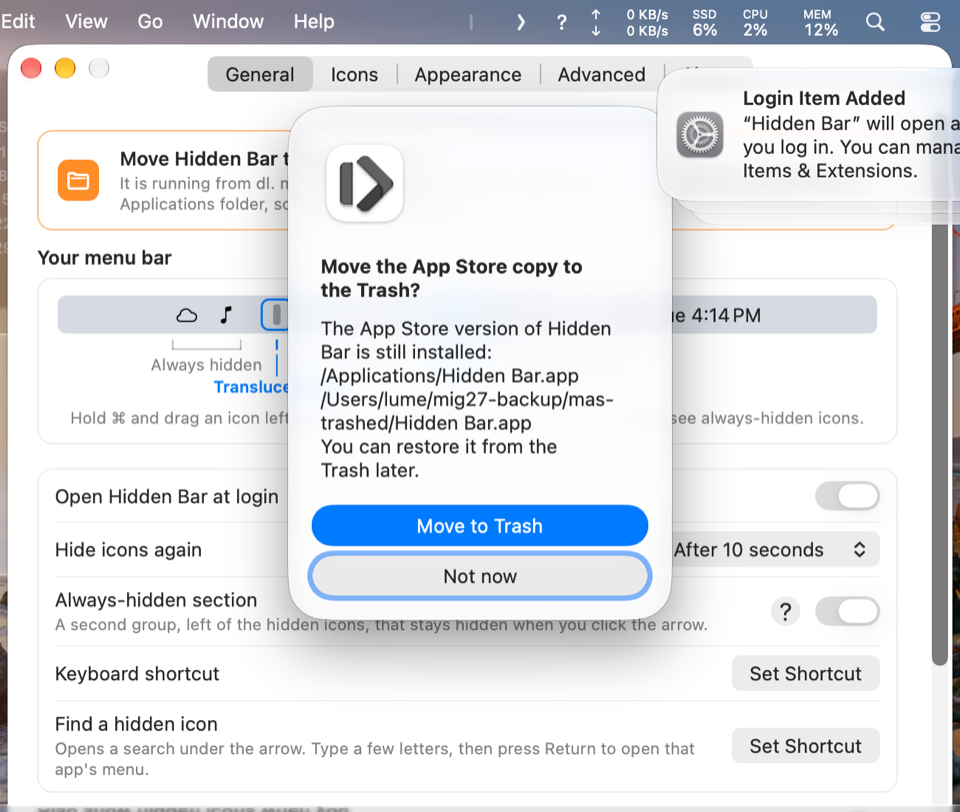 Edit View Go Window Help ? 0 KB/s 0 KB/s SSD 6% CPU 2% MEM 12%
General Icons Appearance Advanced
Login Item Added
“Hidden Bar” will open a
you log in. You can mana
Items & Extensions.
Move Hidden Bar t
It is running from dl. m
Applications folder, so
Your menu bar
4:14 PM
Always hidden
Transluce
Hold ⌘ and drag an icon left
see always-hidden icons.
Move the App Store copy to
the Trash?
The App Store version of Hidden
Bar is still installed:
/Applications/Hidden Bar.app
/Users/lume/mig27-backup/mas-
trashed/Hidden Bar.app
You can restore it from the
Trash later.
Move to Trash
Not now
Open Hidden Bar at login
Hide icons again After 10 seconds
Always-hidden section ?
A second group, left of the hidden icons, that stays hidden when you click the arrow.
Keyboard shortcut Set Shortcut
Find a hidden icon
Opens a search under the arrow. Type a few letters, then press Return to open that
app's menu.
Set Shortcut